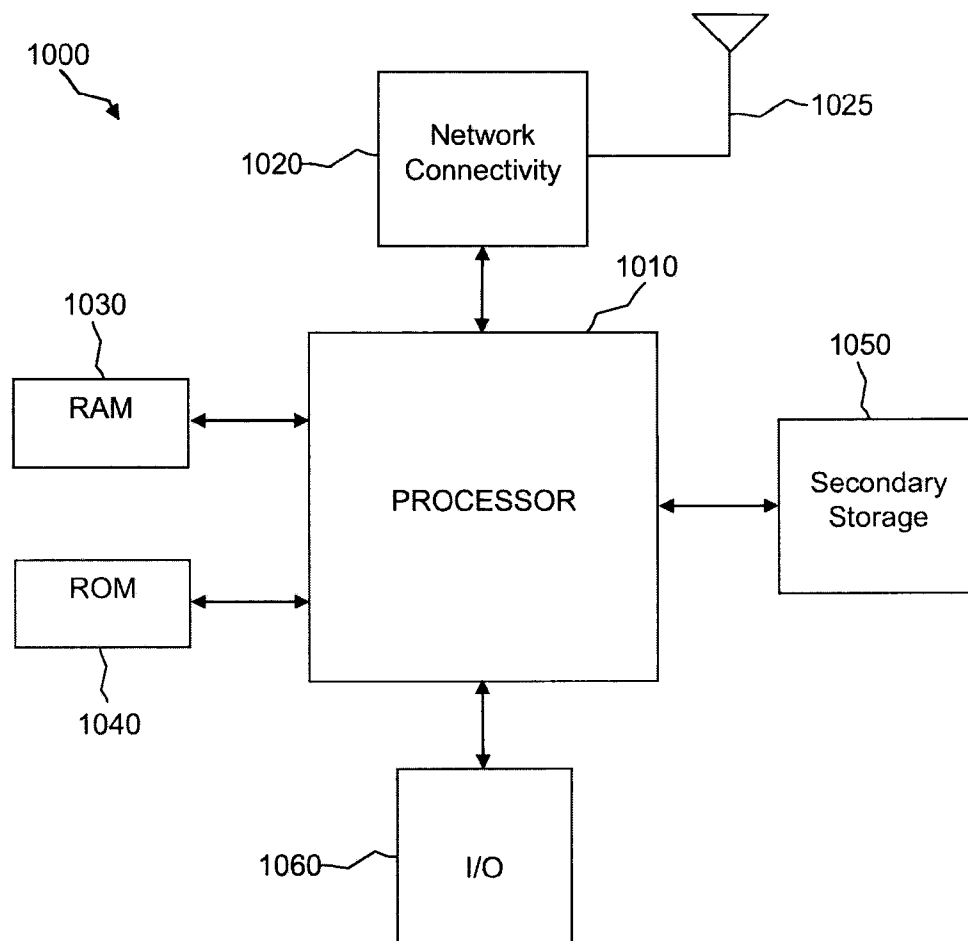 1000
Network
Connectivity
1020
1025
1010
1030
RAM
PROCESSOR
1050
Secondary
Storage
ROM
1040
1060
I/O